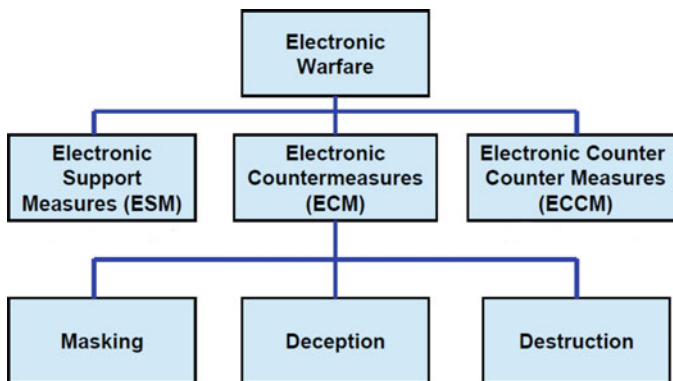 Electronic
Warfare
Electronic
Support
Measures (ESM)
Electronic
Countermeasures
(ECM)
Electronic Counter
Counter Measures
(ECCM)
Masking
Deception
Destruction